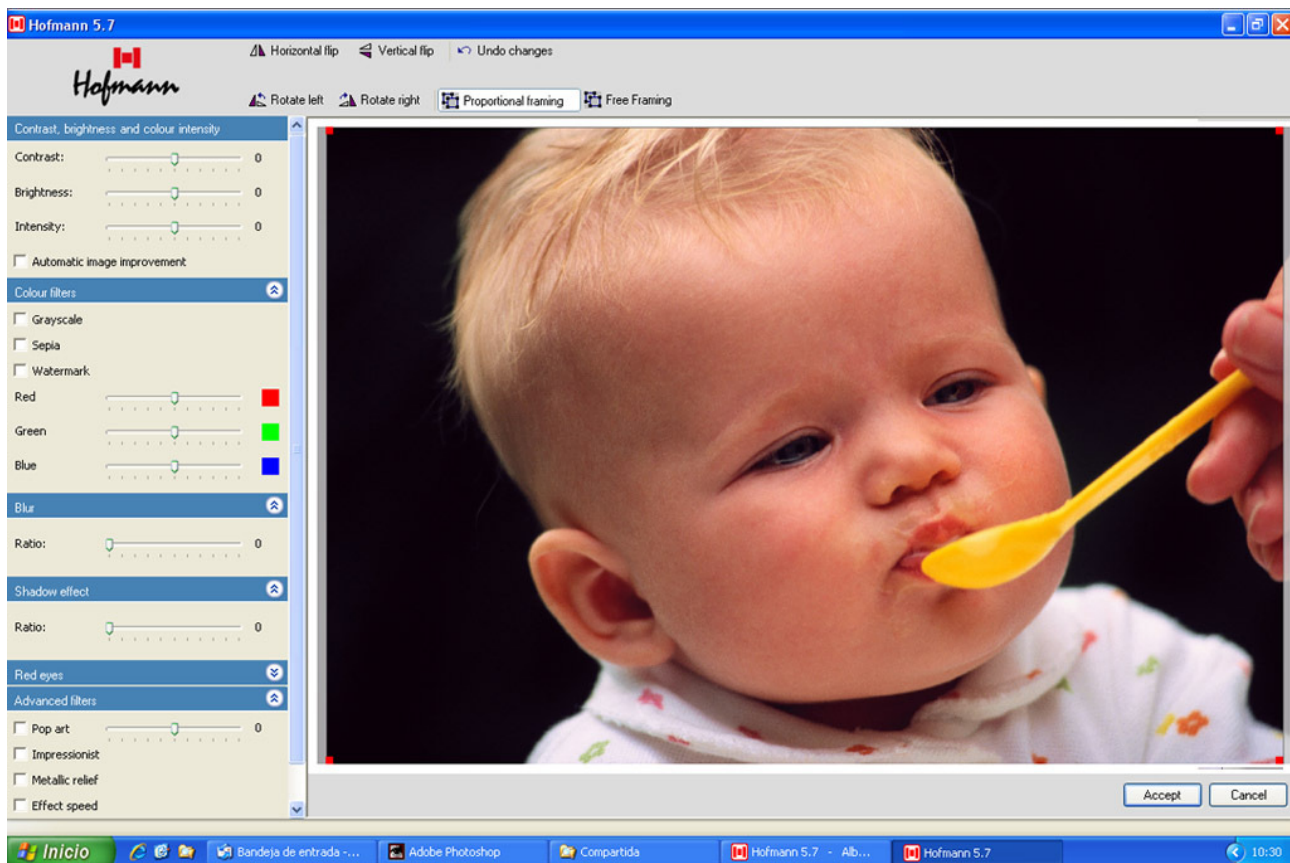 Hofmann 5.7
Horizontal flip Vertical flip Undo changes
Hofmann
Rotate left Rotate right Proportional framing Free Framing
Contrast, brightness and colour intensity
Contrast: 0
Brightness: 0
Intensity: 0
Automatic image improvement
Colour filters
Grayscale
Sepia
Watermark
Red
Green
Blue
Blur
Ratio: 0
Shadow effect
Ratio: 0
Red eyes
Advanced filters
Pop art 0
Impressionist
Metallic relief
Effect speed
Accept Cancel
Inicio Bandeja de entrada -... Adobe Photoshop Compartida Hofmann 5.7 - Alb... Hofmann 5.7 10:30